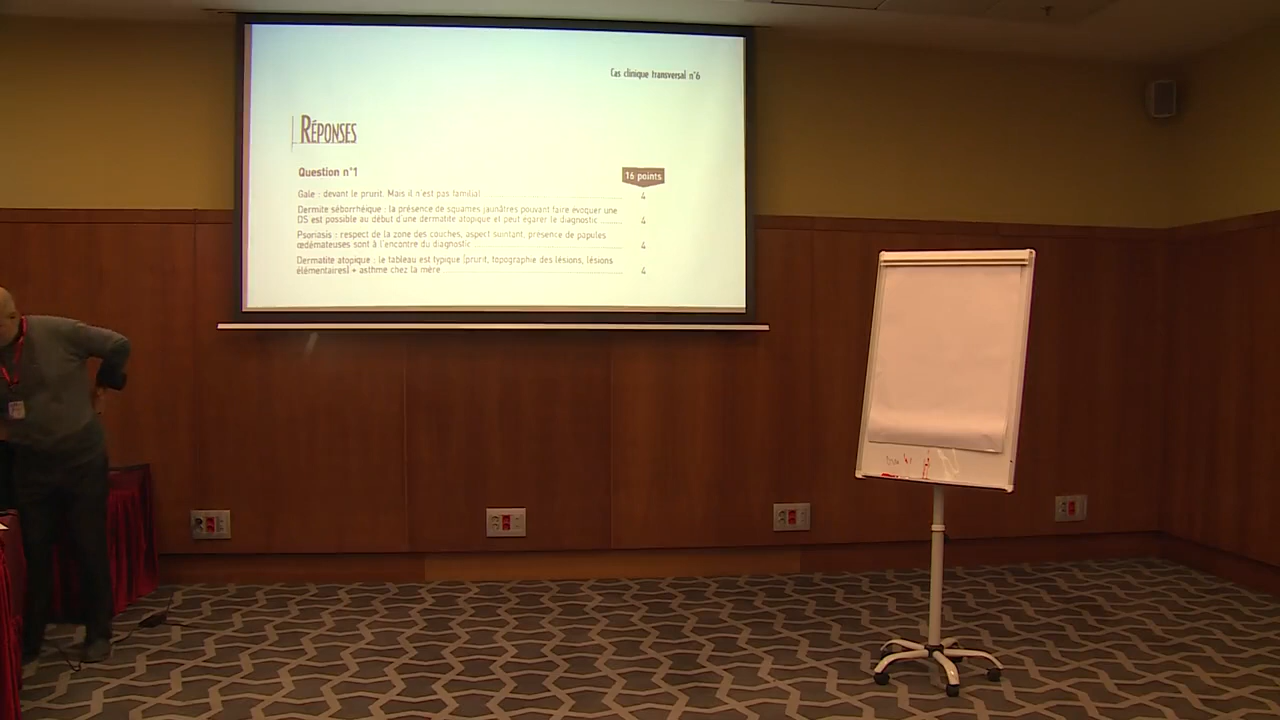 Cas clinique transversal n°6
RÉPONSES
Question n°1
16 points
Gale : devant le prurit. Mais il n'est pas familial 4
Dermite séborrhéique : la présence de squames jaunâtres pouvant faire évoquer une
DS est possible au début d'une dermatite atopique et peut égarer le diagnostic 4
Psoriasis : respect de la zone des couches, aspect suintant, présence de papules
œdémateuses sont à l'encontre du diagnostic 4
Dermatite atopique : le tableau est typique (prurit, topographie des lésions, lésions
élémentaires) + asthme chez la mère 4